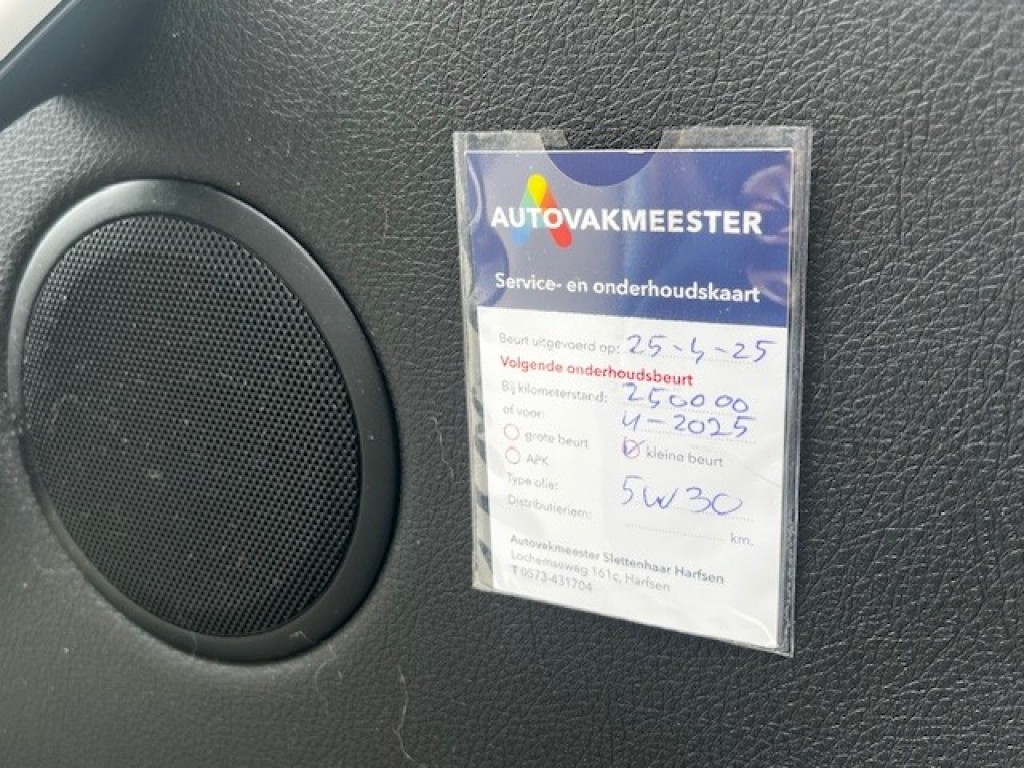 AUTOVAKMEESTER
Service- en onderhoudskaart
Beurt uitgevoerd op: 25-4-25
Volgende onderhoudsbeurt
Bij kilometerstand: 250000
of voor: 4-2025
grote beurt kleine beurt
APK
Type olie: 5W30
Distributieriem: km.
Autovakmeester Slettenhaar Harfsen
Lochemseweg 161c, Harfsen
T 0573-431704